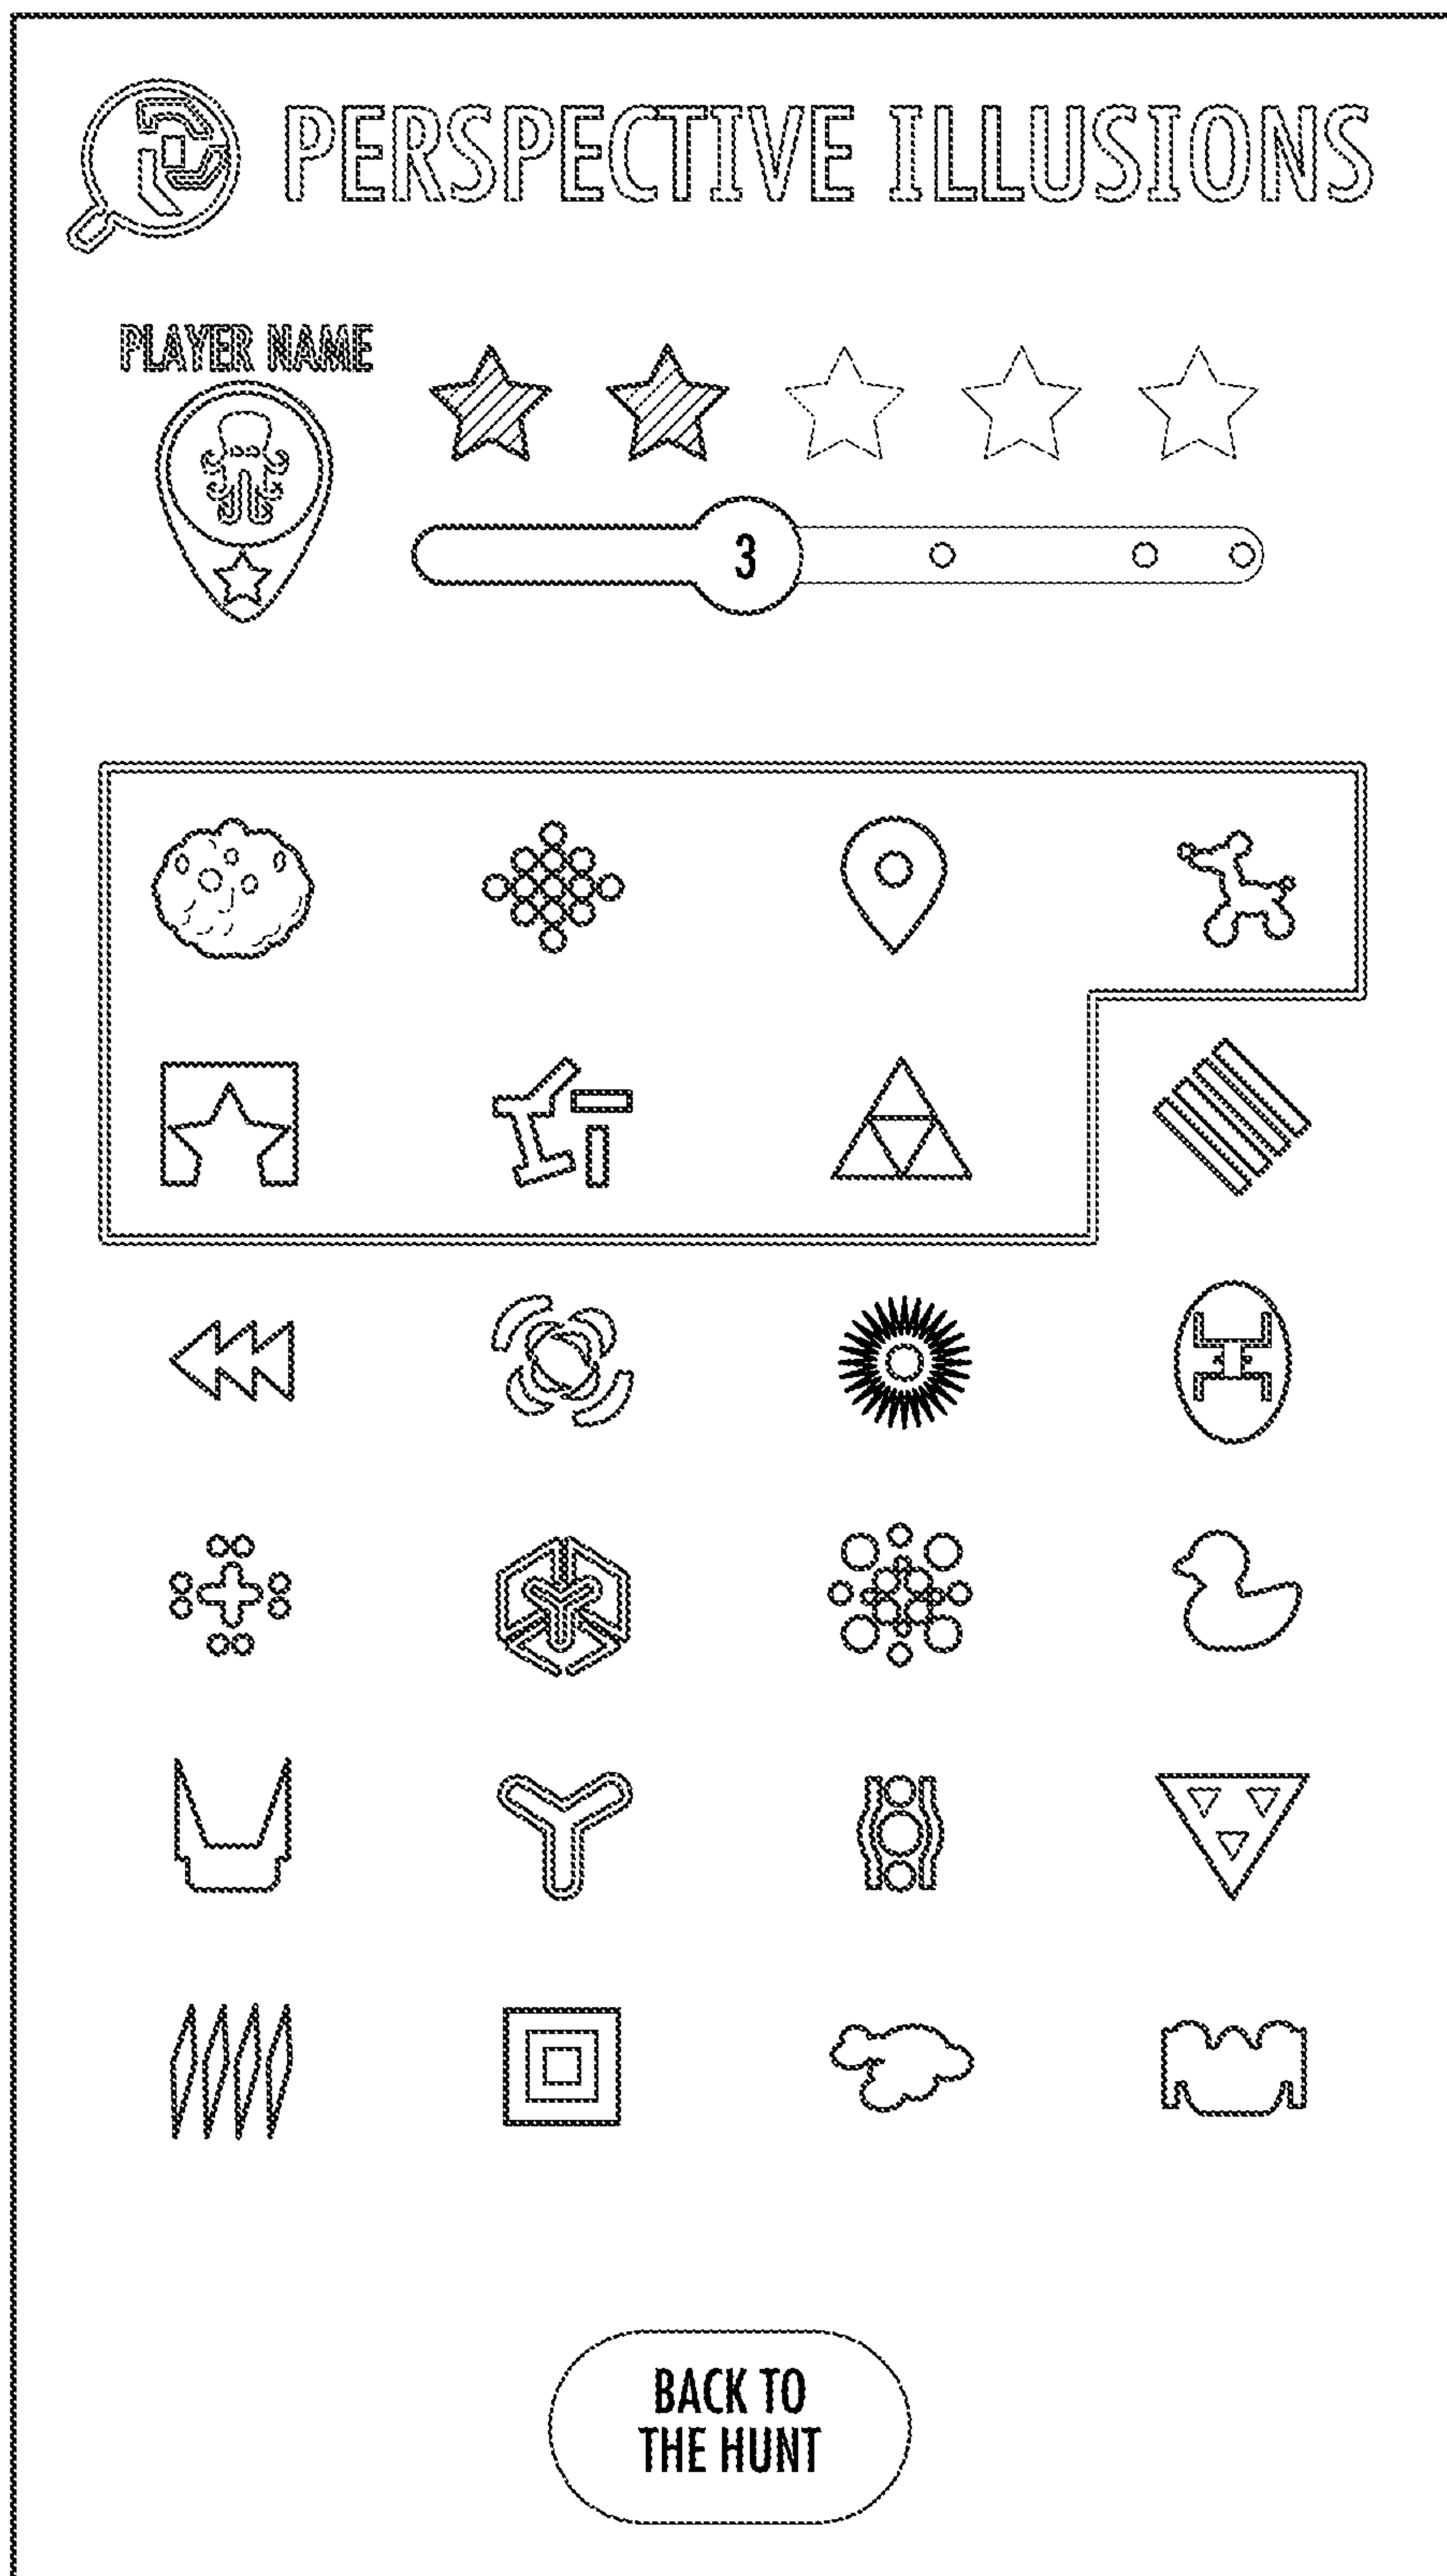 PERSPECTIVE ILLUSIONS
PLAYER NAME
3
BACK TO
THE HUNT